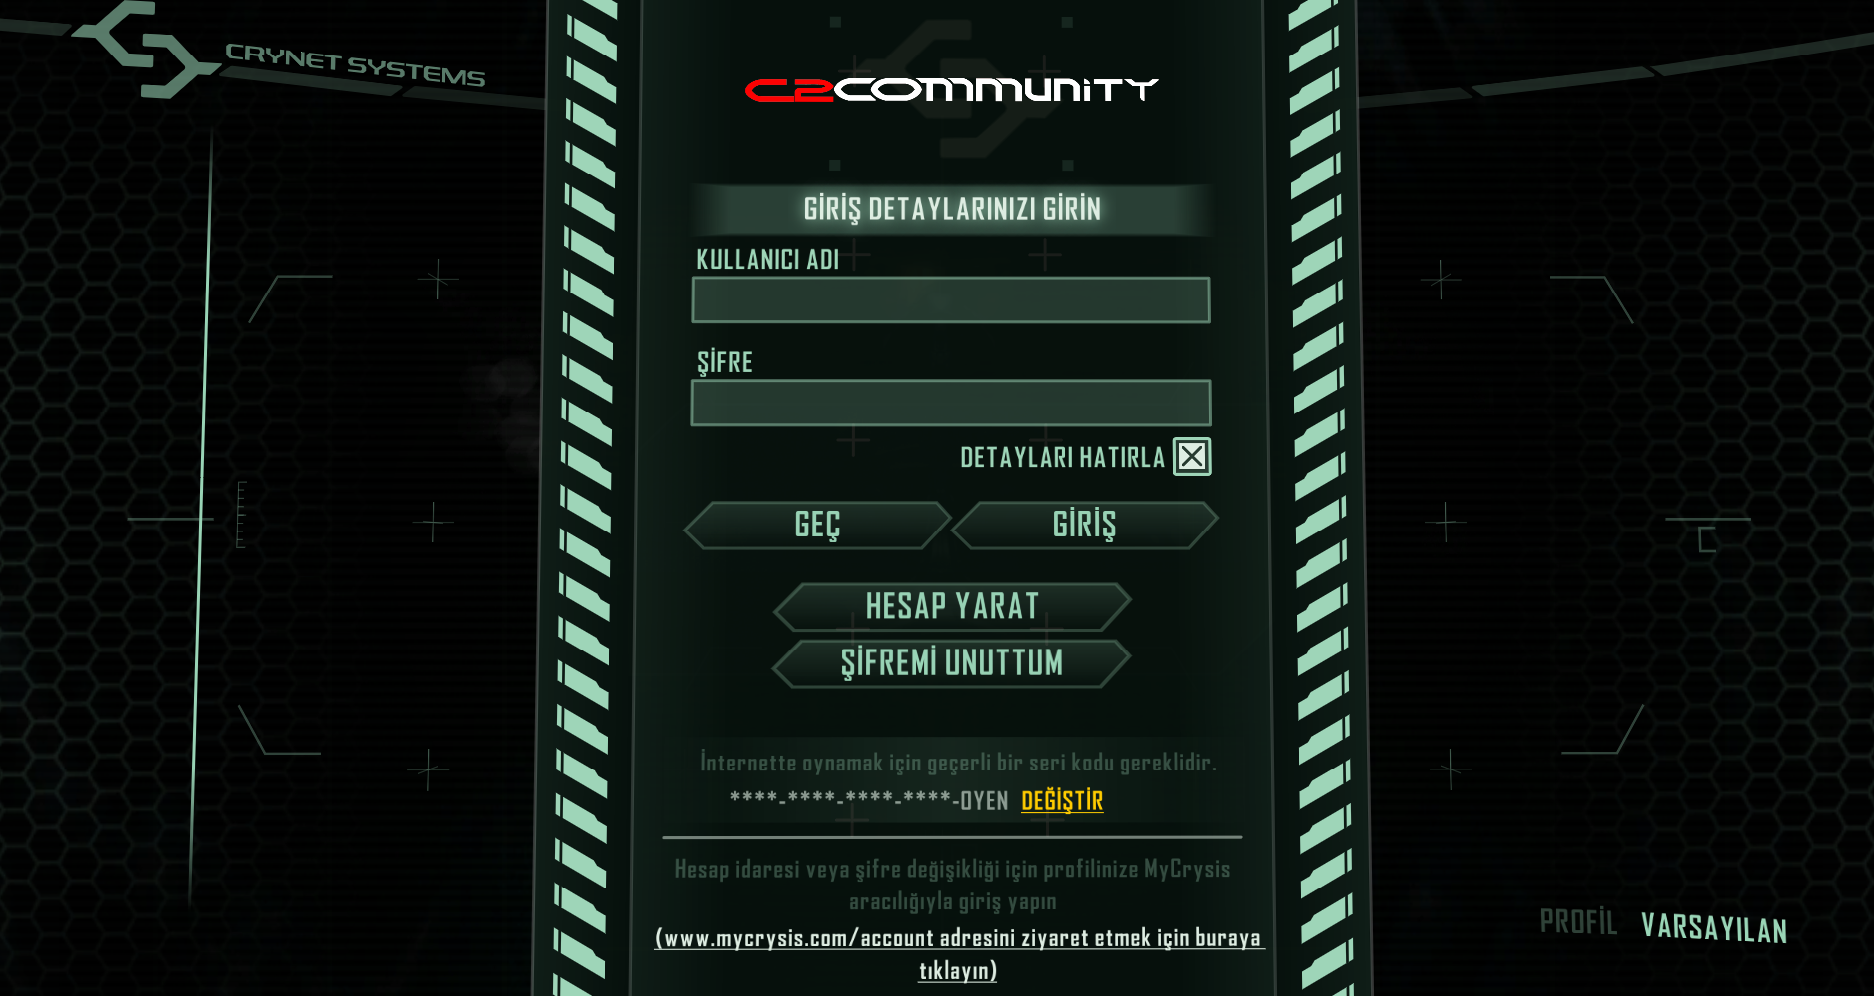 CRYNET SYSTEMS
C2COMMUNITY
GİRİŞ DETAYLARINIZI GİRİN
KULLANICI ADI
ŞİFRE
DETAYLARI HATIRLA
GEÇ
GİRİŞ
HESAP YARAT
ŞİFREMİ UNUTTUM
İnternette oynamak için geçerli bir seri kodu gereklidir.
****-****-****-****-OYEN DEĞİŞTİR
Hesap idaresi veya şifre değişikliği için profilinize MyCrysis
aracılığıyla giriş yapın
(www.mycrysis.com/account adresini ziyaret etmek için buraya
tıklayın)
PROFİL VARSAYILAN